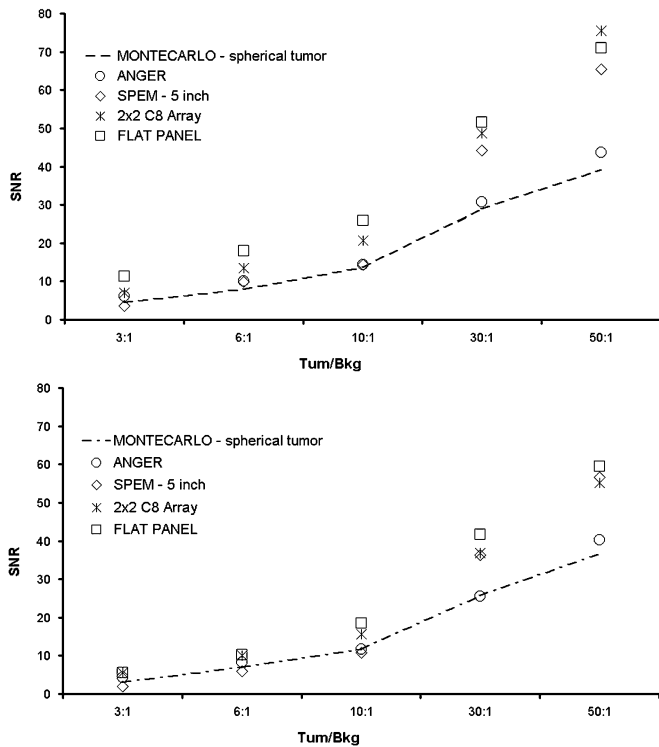 80
70
60
50
40
30
20
10
0
SNR
MONTECARLO - spherical tumor
ANGER
SPEM - 5 inch
2x2 C8 Array
FLAT PANEL
3:1 6:1 10:1 30:1 50:1
Tum/Bkg
80
70
60
50
40
30
20
10
0
SNR
MONTECARLO - spherical tumor
ANGER
SPEM - 5 inch
2x2 C8 Array
FLAT PANEL
3:1 6:1 10:1 30:1 50:1
Tum/Bkg